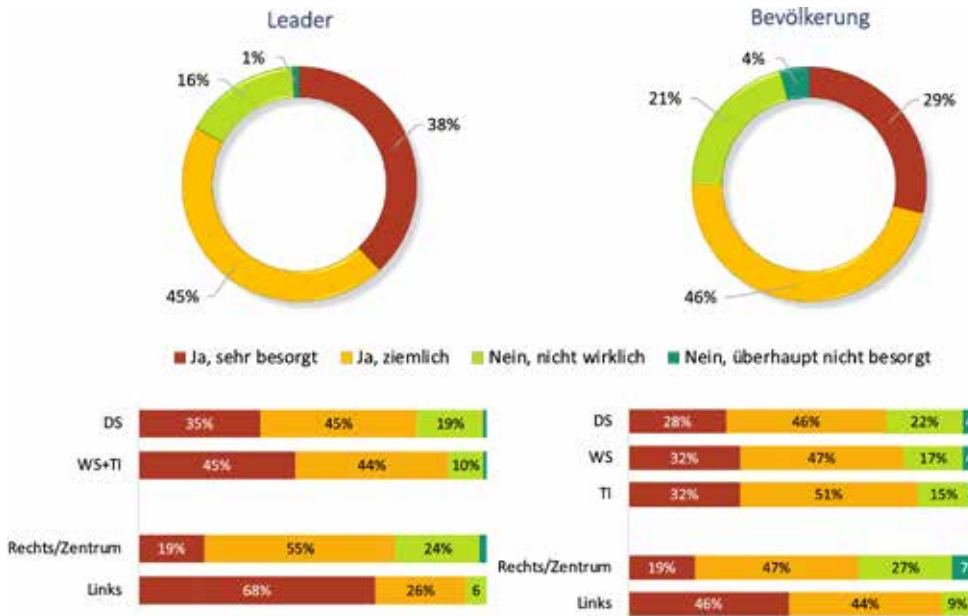 Leader
1%
16%
38%
45%
Bevölkerung
4%
21%
29%
46%
Ja, sehr besorgt Ja, ziemlich Nein, nicht wirklich Nein, überhaupt nicht besorgt
DS 35% 45% 19%
WS+TI 45% 44% 10%
Rechts/Zentrum 19% 55% 24%
Links 68% 26% 6
DS 28% 46% 22%
WS 32% 47% 17%
TI 32% 51% 15%
Rechts/Zentrum 19% 47% 27% 7
Links 46% 44% 9%